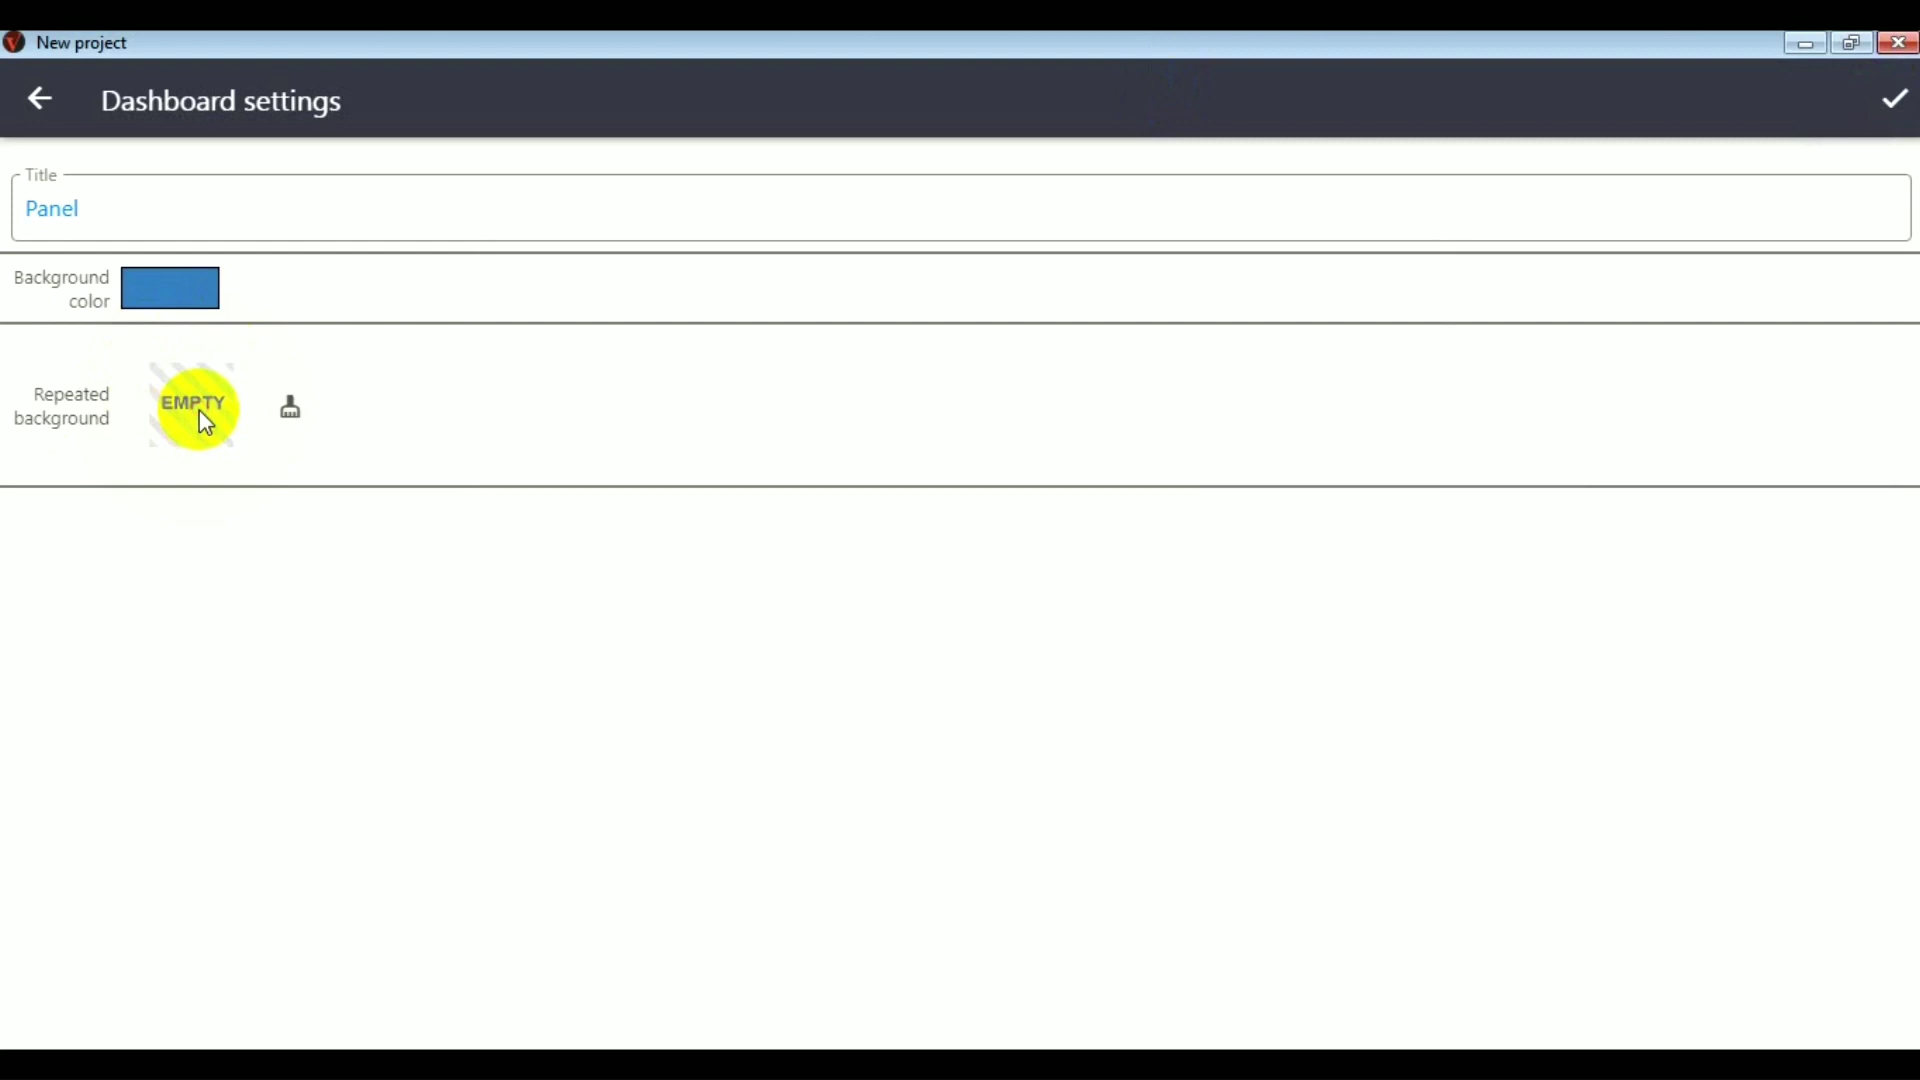 New project
Dashboard settings
Title
Panel
Background
color
Repeated
background
EMPTY